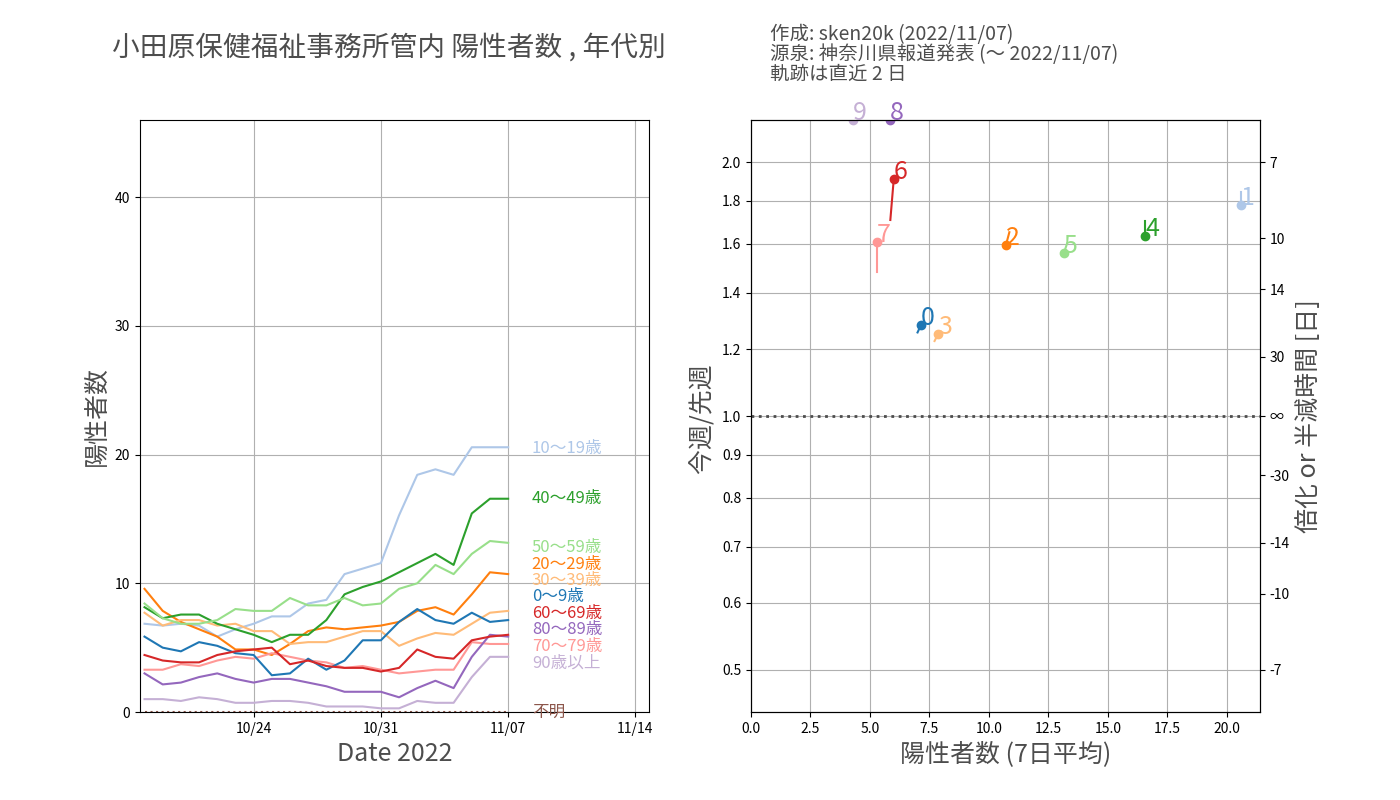 小田原保健福祉事務所管内 陽性者数 , 年代別
作成: sken20k (2022/11/07)
源泉: 神奈川県報道発表 (～ 2022/11/07)
軌跡は直近 2 日
陽性者数
40
30
20
10
0
10/24
10/31
11/07
11/14
Date 2022
10～19歳
40～49歳
50～59歳
20～29歳
30～39歳
0～9歳
60～69歳
80～89歳
70～79歳
90歳以上
不明
今週/先週
2.0
1.8
1.6
1.4
1.2
1.0
0.9
0.8
0.7
0.6
0.5
9
8
6
1
7
2
5
4
0
3
0.0
2.5
5.0
7.5
10.0
12.5
15.0
17.5
20.0
陽性者数 (7日平均)
7
10
14
30
∞
-30
-14
-10
-7
倍化 or 半減時間 [日]